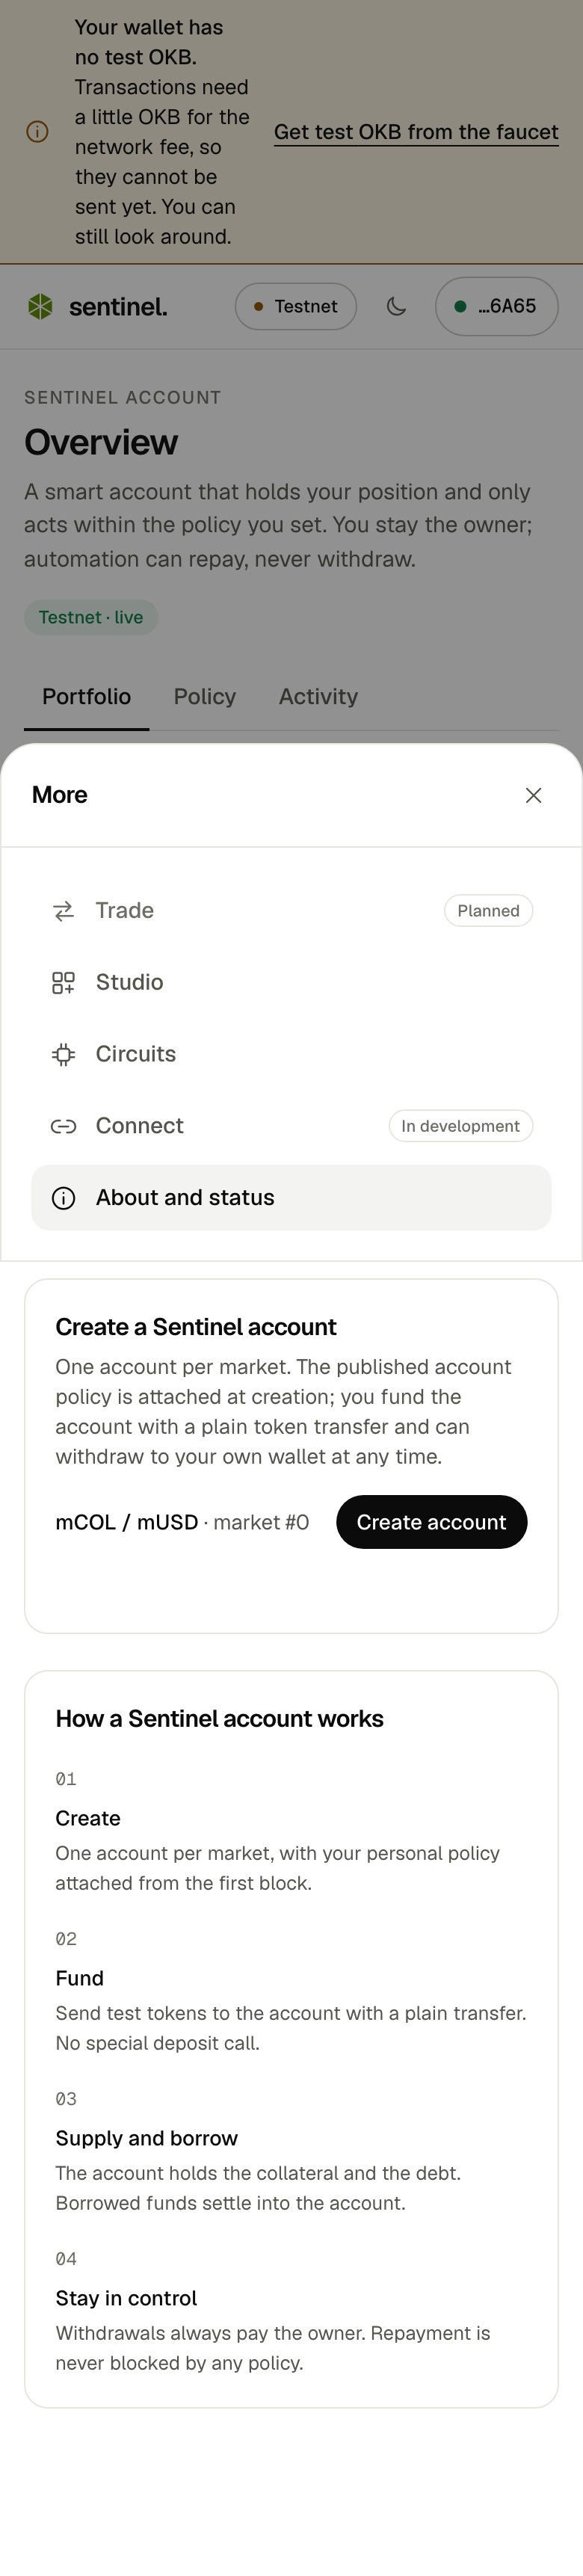 Your wallet has
no test OKB.
Transactions need
a little OKB for the
network fee, so
they cannot be
sent yet. You can
still look around.
Get test OKB from the faucet
sentinel.
Testnet
...6A65
SENTINEL ACCOUNT
Overview
A smart account that holds your position and only
acts within the policy you set. You stay the owner;
automation can repay, never withdraw.
Testnet · live
Portfolio Policy Activity
More
Trade Planned
Studio
Circuits
Connect In development
About and status
Create a Sentinel account
One account per market. The published account
policy is attached at creation; you fund the
account with a plain token transfer and can
withdraw to your own wallet at any time.
mCOL / mUSD · market #0 Create account
How a Sentinel account works
01
Create
One account per market, with your personal policy
attached from the first block.
02
Fund
Send test tokens to the account with a plain transfer.
No special deposit call.
03
Supply and borrow
The account holds the collateral and the debt.
Borrowed funds settle into the account.
04
Stay in control
Withdrawals always pay the owner. Repayment is
never blocked by any policy.